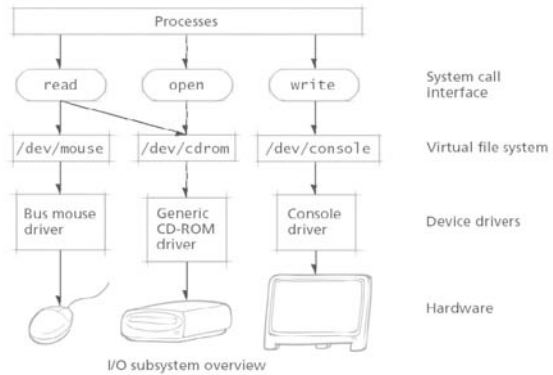 Processes
read
open
write
System call
interface
/dev/mouse
/dev/cdrom
/dev/console
Virtual file system
Bus mouse
driver
Generic
CD-ROM
driver
Console
driver
Device drivers
Hardware
I/O subsystem overview